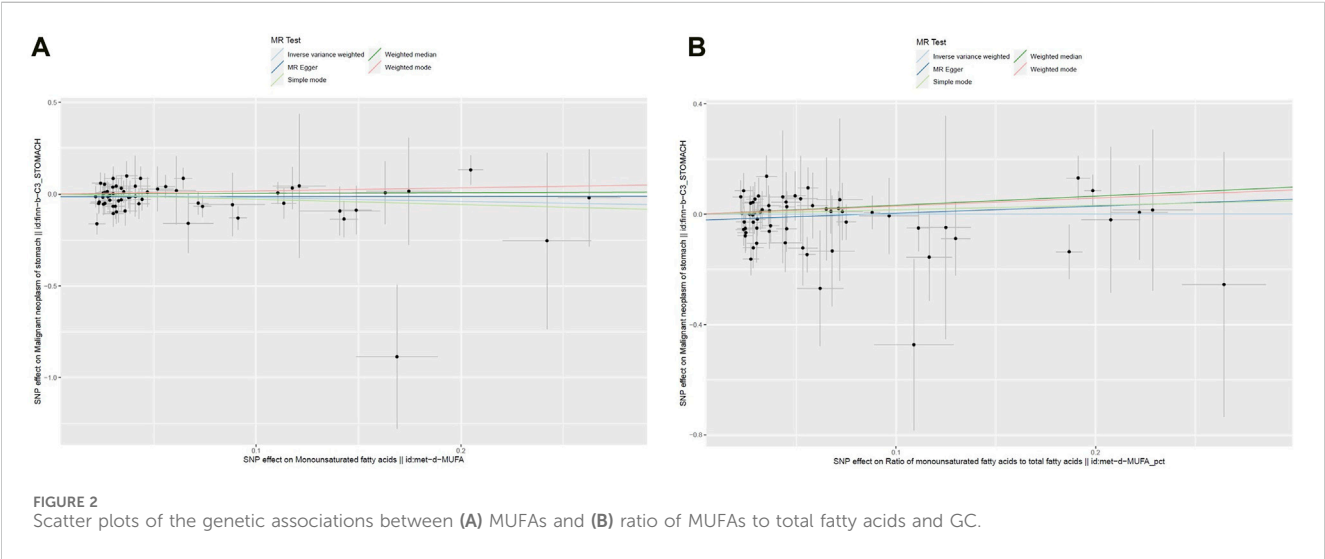 A
MR Test
Inverse variance weighted
Weighted median
MR Egger
Weighted mode
Simple mode
SNP effect on Malignant neoplasm of stomach || id:finn−b−C3_STOMACH
0.5
0.0
−0.5
−1.0
0.1
0.2
SNP effect on Monounsaturated fatty acids || id:met−d−MUFA
B
MR Test
Inverse variance weighted
Weighted median
MR Egger
Weighted mode
Simple mode
SNP effect on Malignant neoplasm of stomach || id:finn−b−C3_STOMACH
0.4
0.0
−0.4
−0.8
0.1
0.2
SNP effect on Ratio of monounsaturated fatty acids to total fatty acids || id:met−d−MUFA_pct
FIGURE 2
Scatter plots of the genetic associations between (A) MUFAs and (B) ratio of MUFAs to total fatty acids and GC.